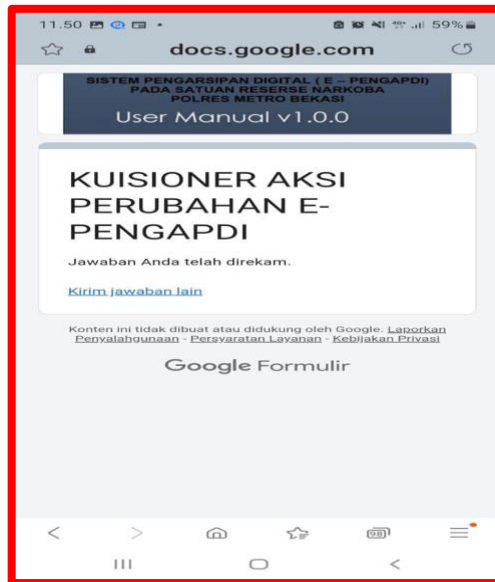 11.50
59%
docs.google.com
SISTEM PENGARSIPAN DIGITAL ( E – PENGAPDI)
PADA SATUAN RESERSE NARKOBA
POLRES METRO BEKASI
User Manual v1.0.0
KUISIONER AKSI
PERUBAHAN E-
PENGAPDI
Jawaban Anda telah direkam.
Kirim jawaban lain
Konten ini tidak dibuat atau didukung oleh Google. Laporkan
Penyalahgunaan - Persyaratan Layanan - Kebijakan Privasi
Google Formulir
98